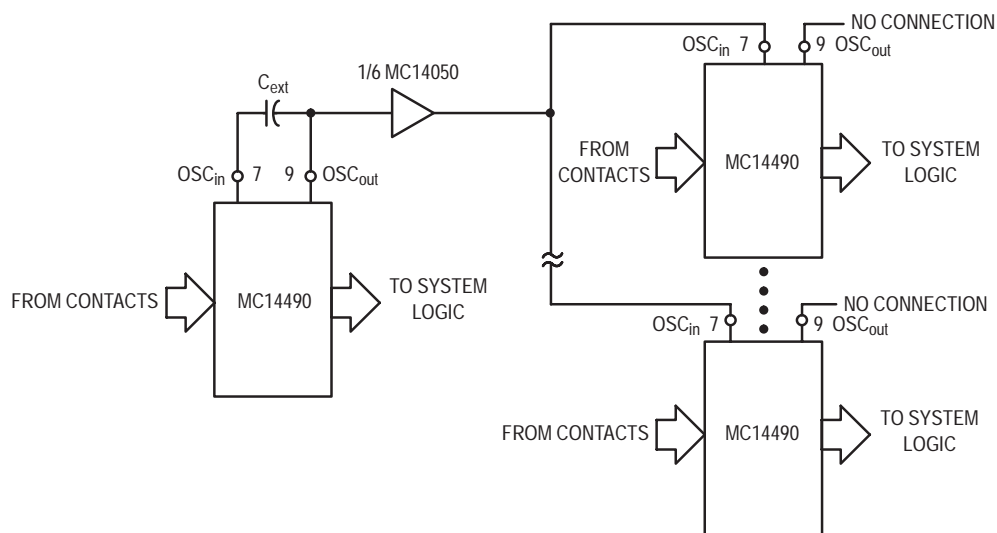 NO CONNECTION
OSCin 7 9 OSCout
1/6 MC14050
Cext
FROM
CONTACTS
MC14490
TO SYSTEM
LOGIC
OSCin 7 9 OSCout
FROM CONTACTS
MC14490
TO SYSTEM
LOGIC
NO CONNECTION
OSCin 7 9 OSCout
FROM CONTACTS
MC14490
TO SYSTEM
LOGIC